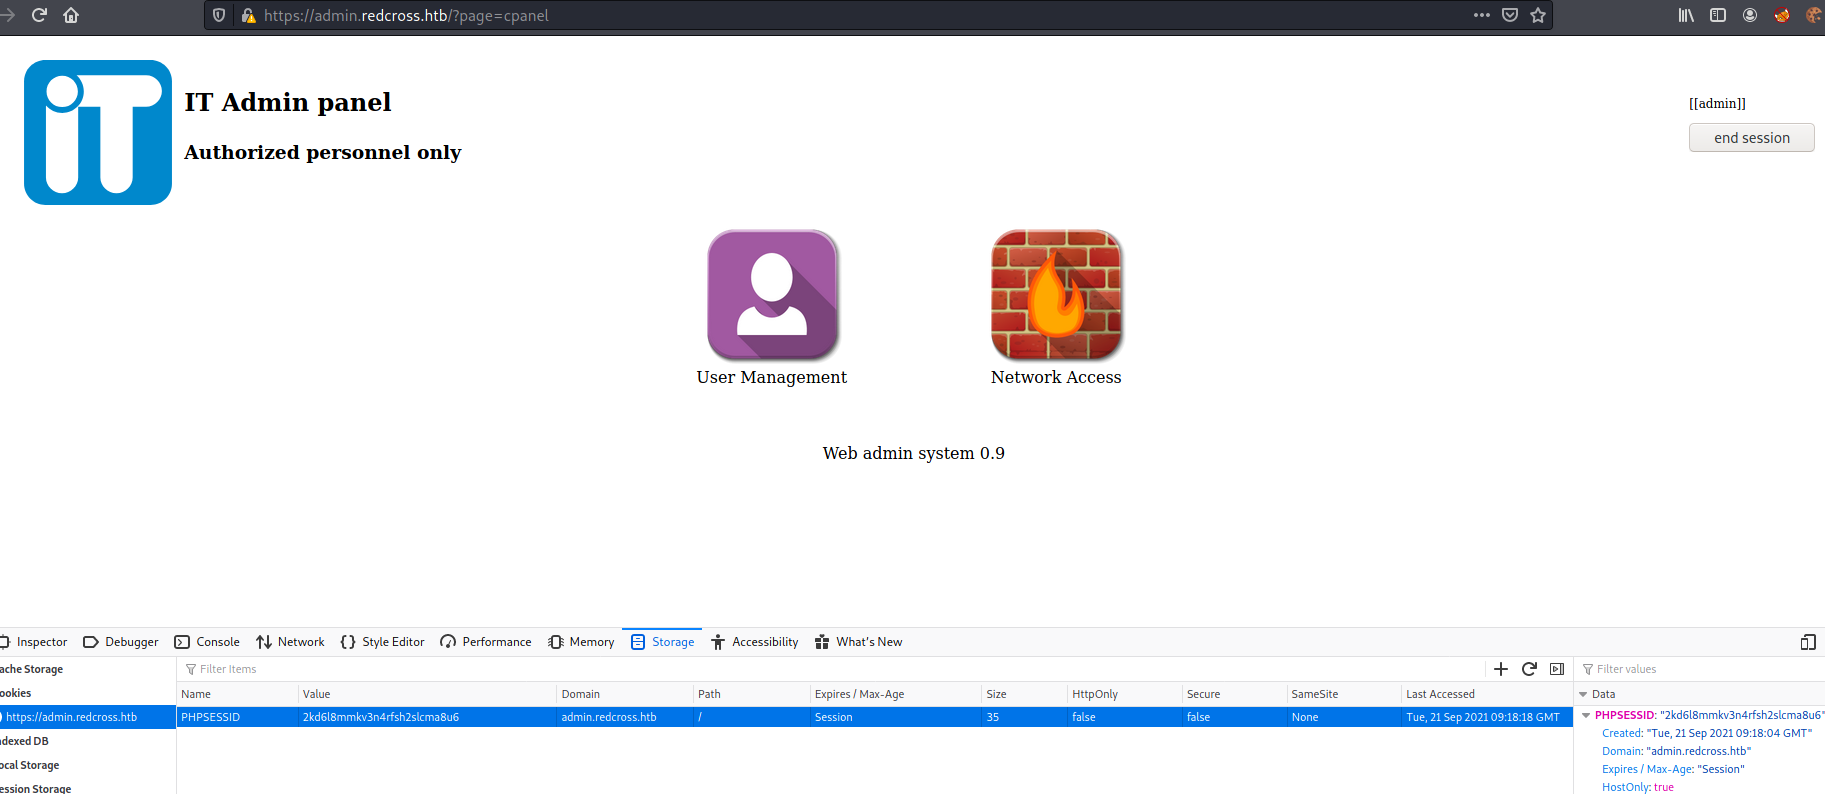 https://admin.redcross.htb/?page=cpanel
iT
IT Admin panel
Authorized personnel only
[[admin]]
end session
User Management
Network Access
Web admin system 0.9
Inspector Debugger Console Network Style Editor Performance Memory Storage Accessibility What's New
ache Storage
Filter Items
Filter values
ookies
Name Value Domain Path Expires / Max-Age Size HttpOnly Secure SameSite Last Accessed
Data
https://admin.redcross.htb
PHPSESSID 2kd6l8mmkv3n4rfsh2slcma8u6 admin.redcross.htb / Session 35 false false None Tue, 21 Sep 2021 09:18:18 GMT
PHPSESSID: "2kd6l8mmkv3n4rfsh2slcma8u6"
Created: "Tue, 21 Sep 2021 09:18:04 GMT"
ndexed DB
Domain: "admin.redcross.htb"
ocal Storage
Expires / Max-Age: "Session"
ession Storage
HostOnly: true